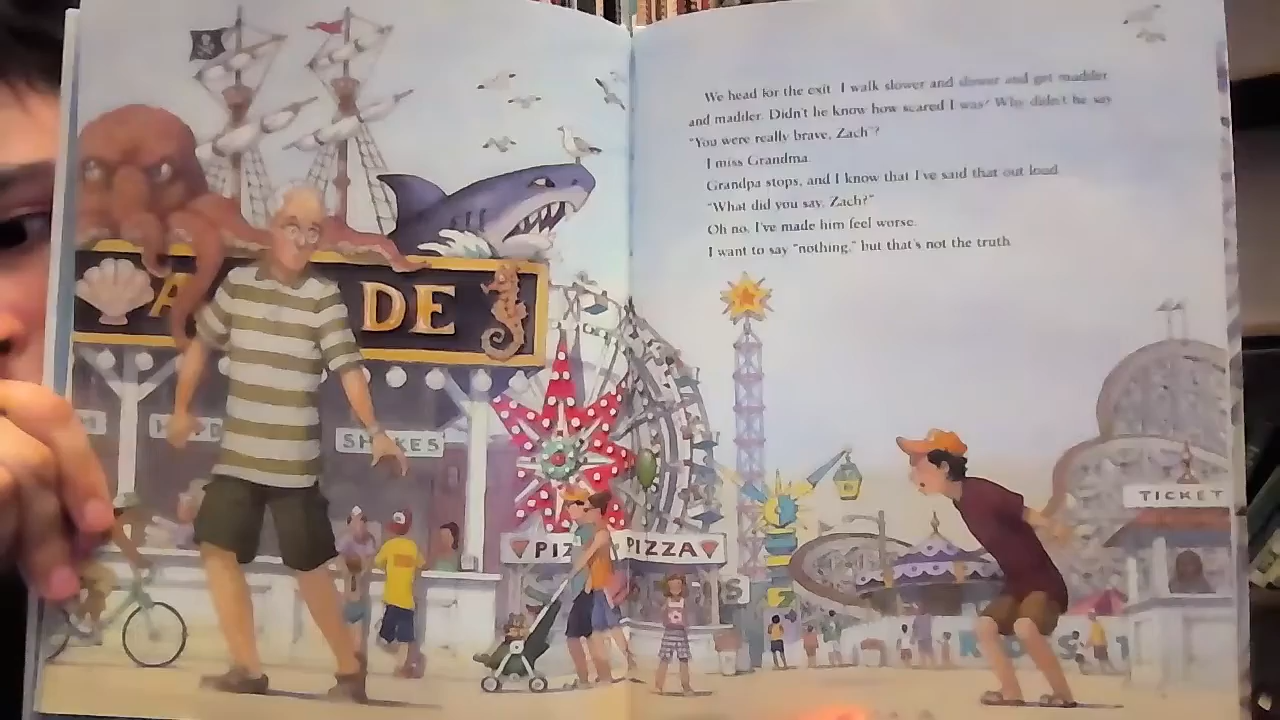 We head for the exit. I walk slower and slower and get madder
and madder. Didn't he know how scared I was? Why didn't he say
"You were really brave, Zach"?
I miss Grandma.
Grandpa stops, and I know that I've said that out loud.
"What did you say, Zach?"
Oh no. I've made him feel worse.
I want to say "nothing," but that's not the truth.
A DE
SH KES
PIZ PIZZA
TICKET